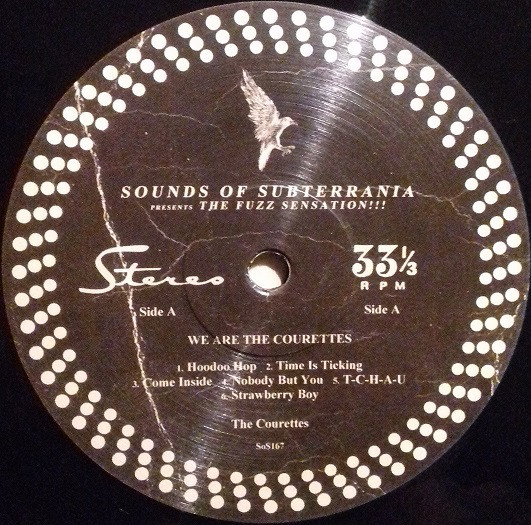 SOUNDS OF SUBTERRANIA
PRESENTS THE FUZZ SENSATION!!!
Stereo
33⅓
RPM
Side A
Side A
WE ARE THE COURETTES
1. Hoodoo Hop 2. Time Is Ticking
3. Come Inside 4. Nobody But You 5. T-C-H-A-U
6. Strawberry Boy
The Courettes
SoS167